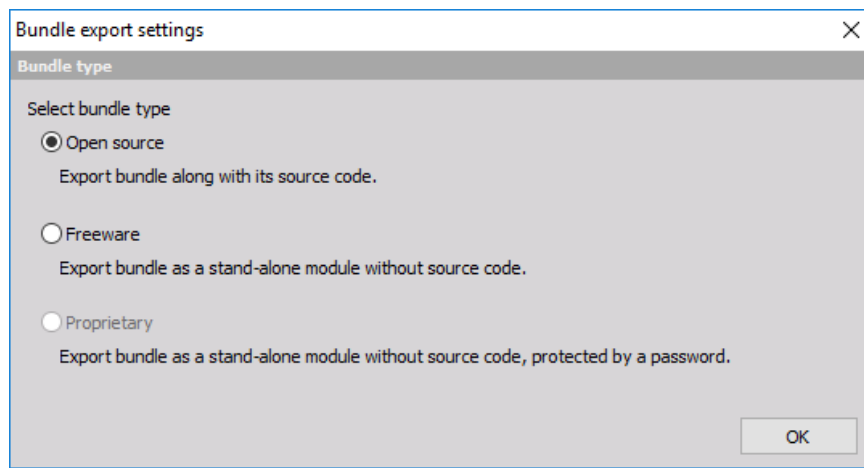 Bundle export settings
Bundle type
Select bundle type
Open source
Export bundle along with its source code.
Freeware
Export bundle as a stand-alone module without source code.
Proprietary
Export bundle as a stand-alone module without source code, protected by a password.
OK